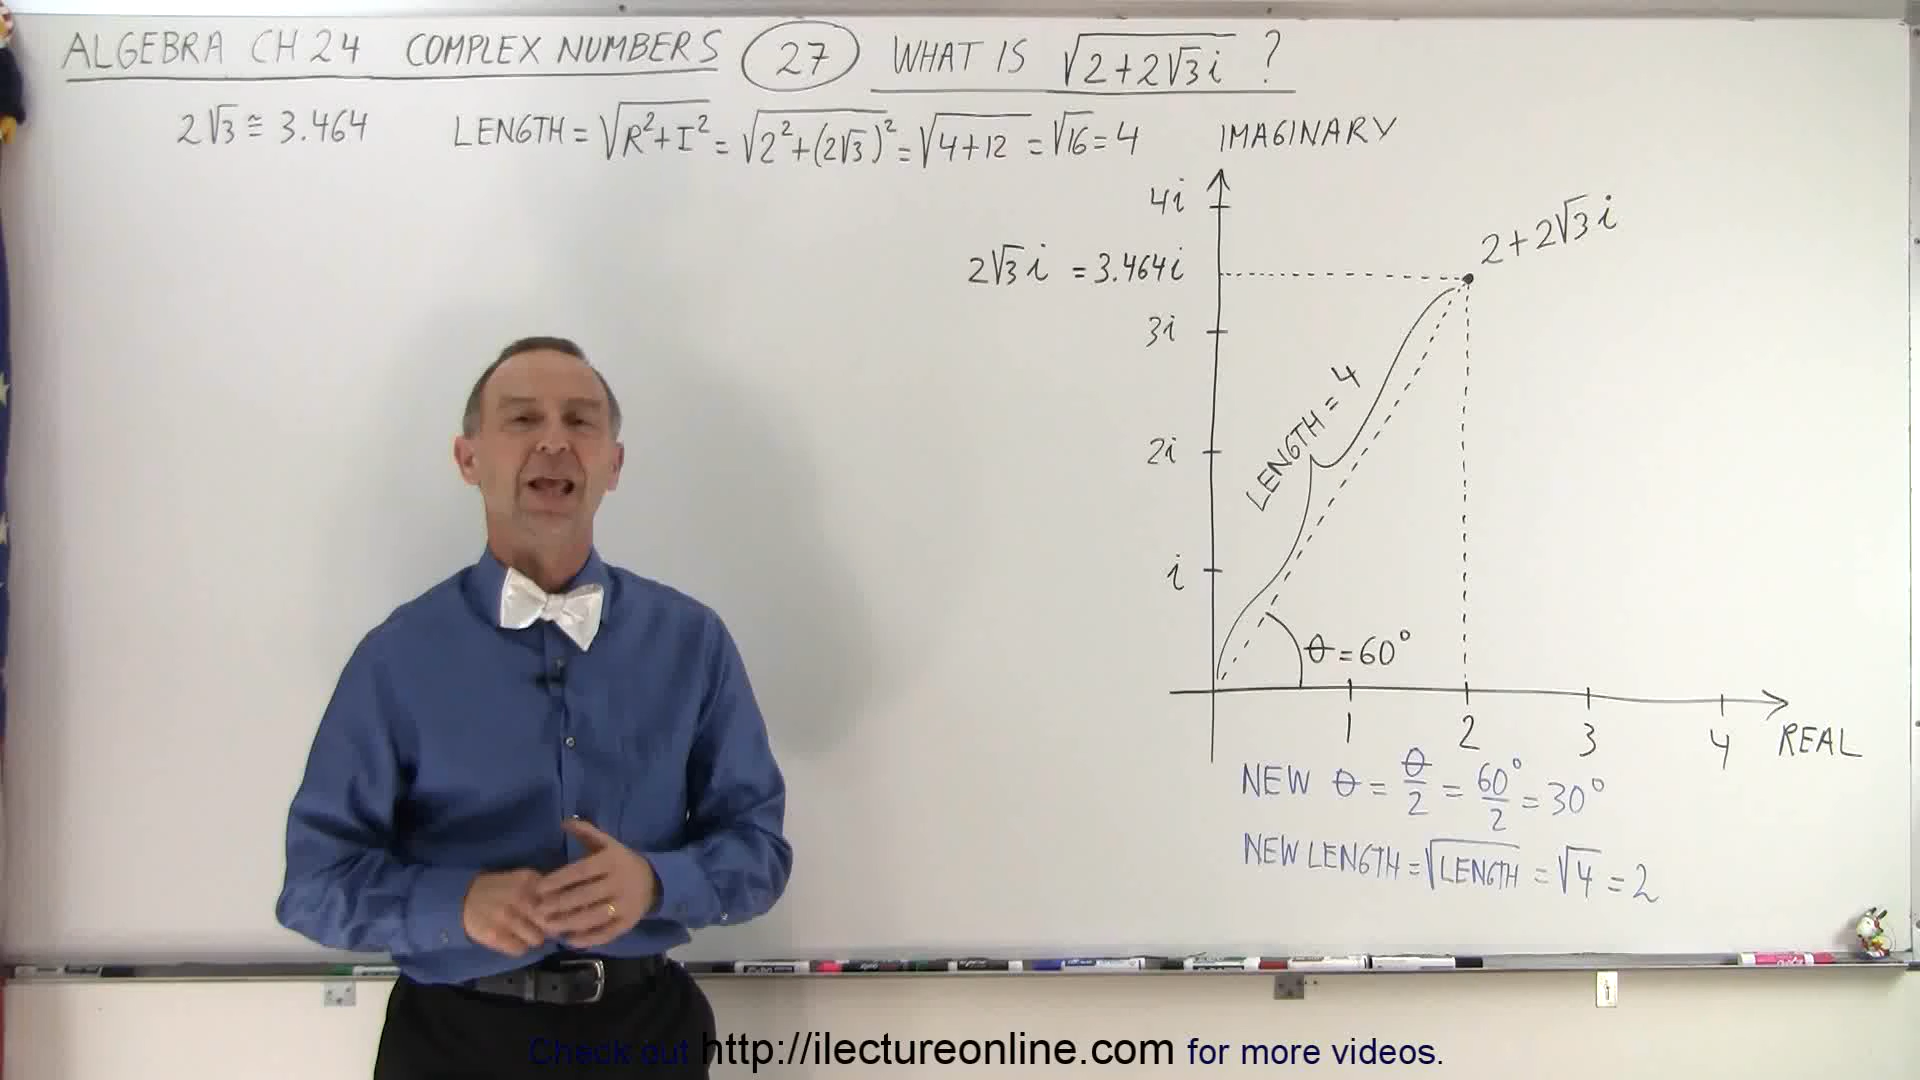 ALGEBRA CH 24 COMPLEX NUMBERS 27 WHAT IS √(2+2√3i) ?
2√3 ≅ 3.464 LENGTH = √(R²+I²) = √(2²+(2√3)²) = √(4+12) = √16 = 4
IMAGINARY
4i
2+2√3i
2√3i = 3.464i
3i
LENGTH = 4
2i
i
θ = 60°
1 2 3 4 REAL
NEW θ = θ/2 = 60°/2 = 30°
NEW LENGTH = √LENGTH = √4 = 2
Check out http://ilectureonline.com for more videos.